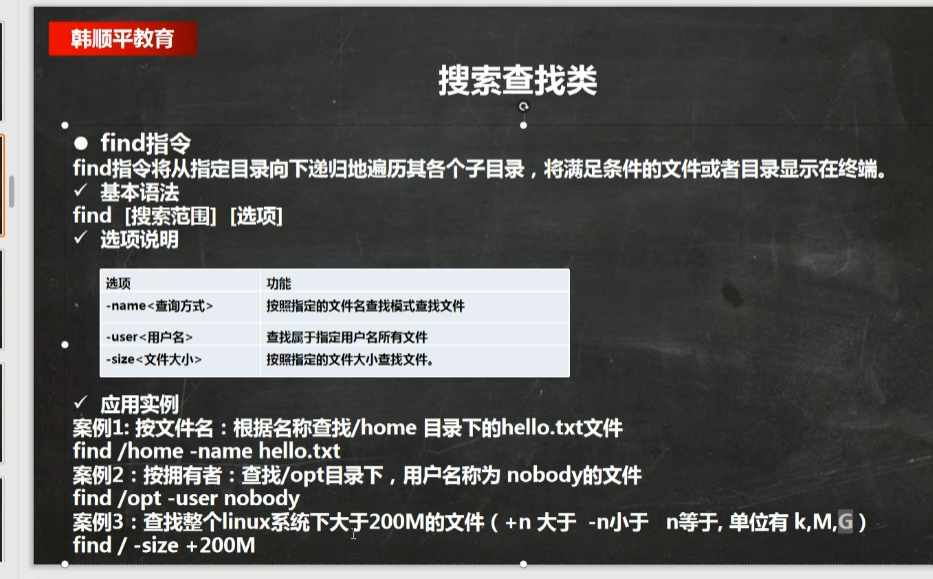 韩顺平教育
搜索查找类
● find指令
find指令将从指定目录向下递归地遍历其各个子目录，将满足条件的文件或者目录显示在终端。
✓ 基本语法
find [搜索范围] [选项]
✓ 选项说明
选项 功能
-name<查询方式> 按照指定的文件名查找模式查找文件
-user<用户名> 查找属于指定用户名所有文件
-size<文件大小> 按照指定的文件大小查找文件。
✓ 应用实例
案例1: 按文件名：根据名称查找/home 目录下的hello.txt文件
find /home -name hello.txt
案例2：按拥有者：查找/opt目录下，用户名称为 nobody的文件
find /opt -user nobody
案例3：查找整个linux系统下大于200M的文件（+n 大于 -n小于 n等于, 单位有 k,M,G）
find / -size +200M